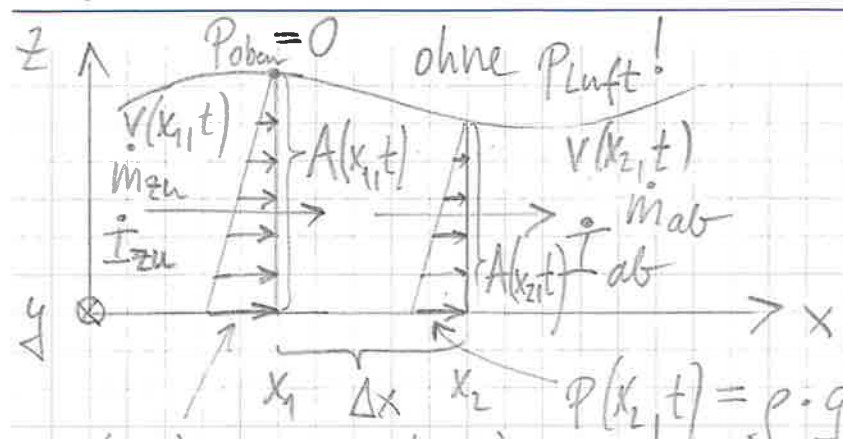 z P_oben = 0 ohne P_Luft!
v(x₁,t) A(x₁,t) v(x₂,t)
ṁ_zu ṁ_ab
İ_zu A(x₂,t) İ_ab
y x
x₁ Δx x₂ P(x₂,t) = ρ · g